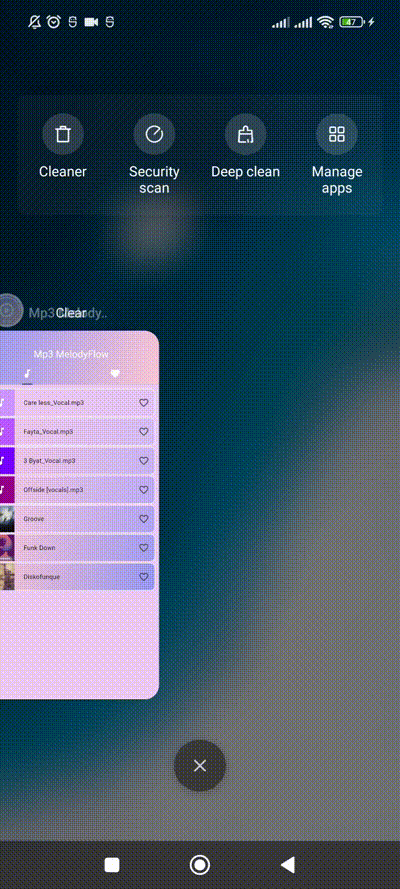 47
Cleaner
Security scan
Deep clean
Manage apps
Mp3 Melody..
Clear
Mp3 MelodyFlow
Care less_Vocal.mp3
Fayta_Vocal.mp3
3 Byat_Vocal.mp3
Offside [vocals].mp3
Groove
Funk Down
Diskofunque